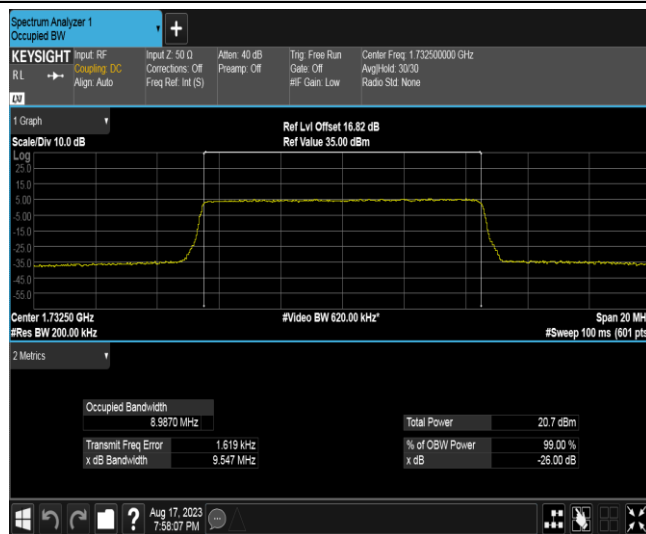 Spectrum Analyzer 1
Occupied BW
KEYSIGHT
RL
LXI
Input: RF
Coupling: DC
Align: Auto
Input Z: 50 Ω
Corrections: Off
Freq Ref: Int (S)
Atten: 40 dB
Preamp: Off
Trig: Free Run
Gate: Off
#IF Gain: Low
Center Freq: 1.732500000 GHz
Avg|Hold: 30/30
Radio Std: None
1 Graph
Scale/Div 10.0 dB
Ref Lvl Offset 16.82 dB
Ref Value 35.00 dBm
Log
25.0
15.0
5.00
-5.00
-15.0
-25.0
-35.0
-45.0
-55.0
Center 1.73250 GHz
#Res BW 200.00 kHz
#Video BW 620.00 kHz*
Span 20 MH
#Sweep 100 ms (601 pts
2 Metrics
Occupied Bandwidth
8.9870 MHz
Transmit Freq Error 1.619 kHz
x dB Bandwidth 9.547 MHz
Total Power 20.7 dBm
% of OBW Power 99.00 %
x dB -26.00 dB
?
Aug 17, 2023
7:58:07 PM